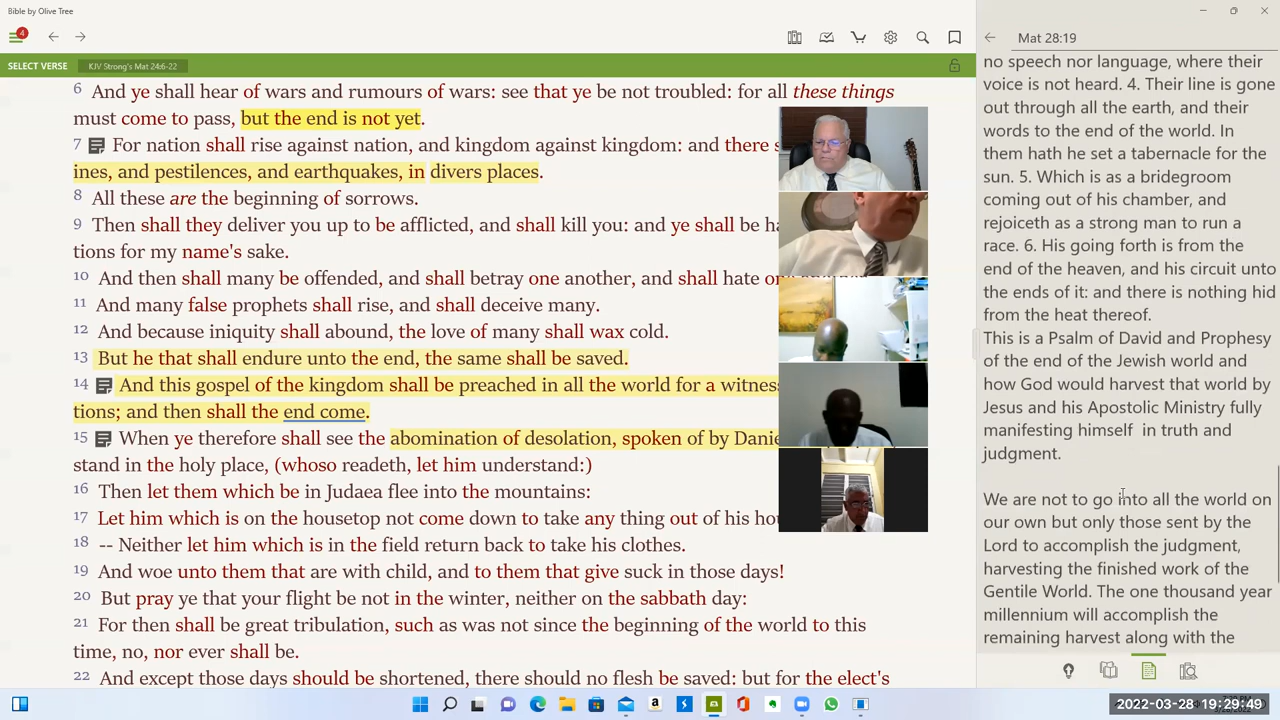 Bible by Olive Tree
4
SELECT VERSE
KJV Strong's Mat 24:6-22
6 And ye shall hear of wars and rumours of wars: see that ye be not troubled: for all these things
must come to pass, but the end is not yet.
7 For nation shall rise against nation, and kingdom against kingdom: and there s
ines, and pestilences, and earthquakes, in divers places.
8 All these are the beginning of sorrows.
9 Then shall they deliver you up to be afflicted, and shall kill you: and ye shall be ha
tions for my name's sake.
10 And then shall many be offended, and shall betray one another, and shall hate one another.
11 And many false prophets shall rise, and shall deceive many.
12 And because iniquity shall abound, the love of many shall wax cold.
13 But he that shall endure unto the end, the same shall be saved.
14 And this gospel of the kingdom shall be preached in all the world for a witness
tions; and then shall the end come.
15 When ye therefore shall see the abomination of desolation, spoken of by Danie
stand in the holy place, (whoso readeth, let him understand:)
16 Then let them which be in Judaea flee into the mountains:
17 Let him which is on the housetop not come down to take any thing out of his hou
18 -- Neither let him which is in the field return back to take his clothes.
19 And woe unto them that are with child, and to them that give suck in those days!
20 But pray ye that your flight be not in the winter, neither on the sabbath day:
21 For then shall be great tribulation, such as was not since the beginning of the world to this
time, no, nor ever shall be.
22 And except those days should be shortened, there should no flesh be saved: but for the elect's
Mat 28:19
no speech nor language, where their
voice is not heard. 4. Their line is gone
out through all the earth, and their
words to the end of the world. In
them hath he set a tabernacle for the
sun. 5. Which is as a bridegroom
coming out of his chamber, and
rejoiceth as a strong man to run a
race. 6. His going forth is from the
end of the heaven, and his circuit unto
the ends of it: and there is nothing hid
from the heat thereof.
This is a Psalm of David and Prophesy
of the end of the Jewish world and
how God would harvest that world by
Jesus and his Apostolic Ministry fully
manifesting himself in truth and
judgment.
We are not to go into all the world on
our own but only those sent by the
Lord to accomplish the judgment,
harvesting the finished work of the
Gentile World. The one thousand year
millennium will accomplish the
remaining harvest along with the
2022-03-28 19:29:49